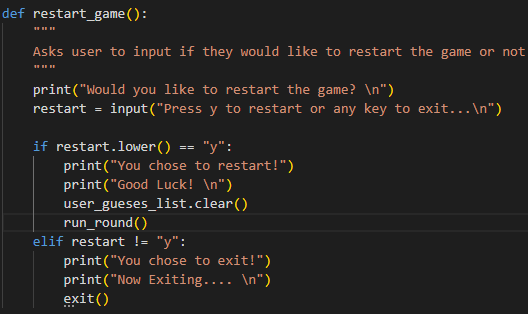 def restart_game():
"""
Asks user to input if they would like to restart the game or not
"""
print("Would you like to restart the game? \n")
restart = input("Press y to restart or any key to exit...\n")
if restart.lower() == "y":
print("You chose to restart!")
print("Good Luck! \n")
user_gueses_list.clear()
run_round()
elif restart != "y":
print("You chose to exit!")
print("Now Exiting.... \n")
exit()